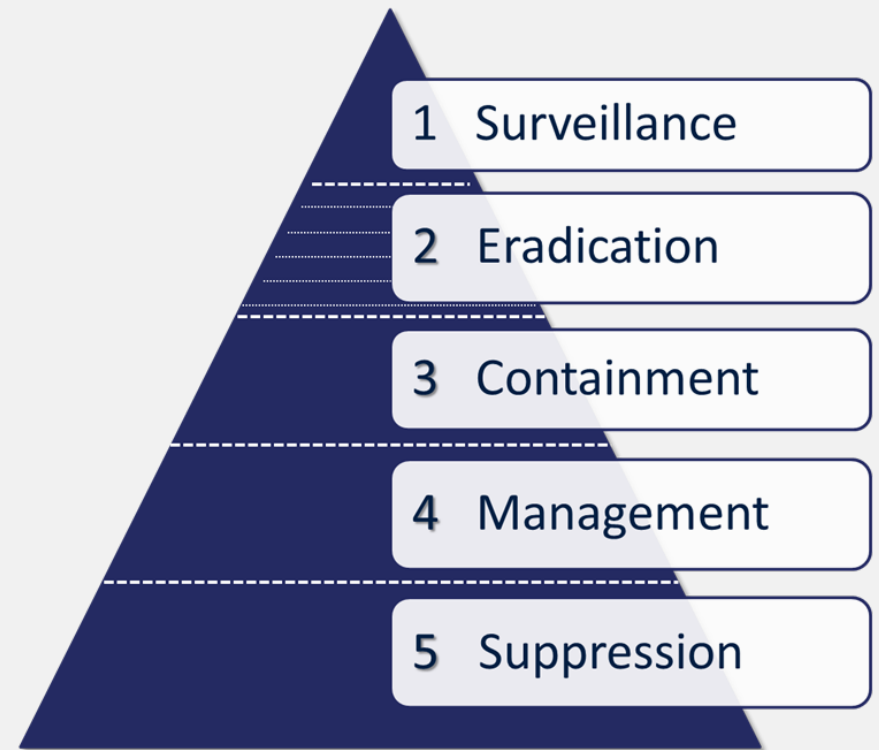 1 Surveillance
2 Eradication
3 Containment
4 Management
5 Suppression